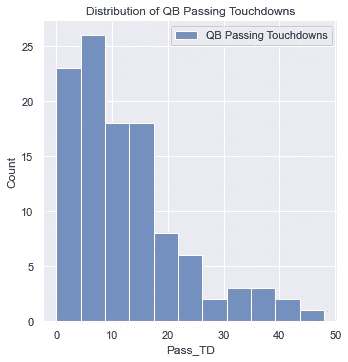 Distribution of QB Passing Touchdowns
QB Passing Touchdowns
25
20
15
10
5
0
Count
0 10 20 30 40 50
Pass_TD